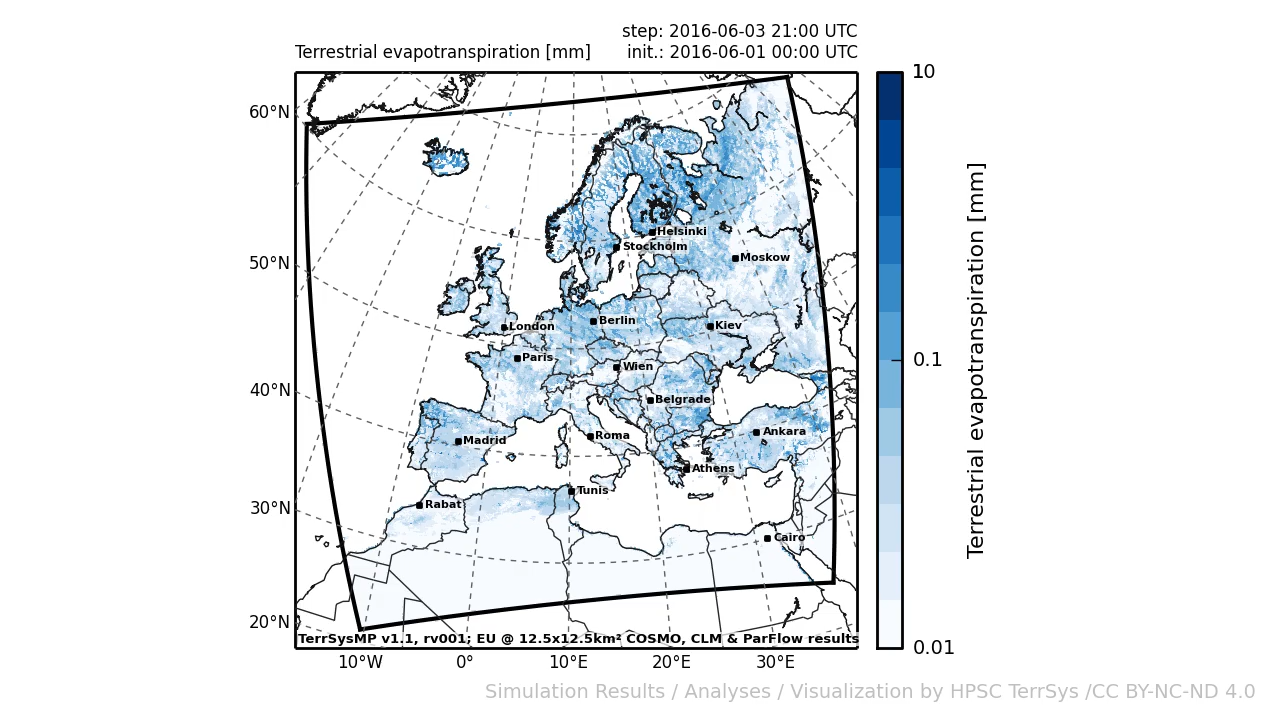 step: 2016-06-03 21:00 UTC
Terrestrial evapotranspiration [mm] init.: 2016-06-01 00:00 UTC
10
60°N
Helsinki
Stockholm
50°N
Moskow
London
Berlin
Kiev
Paris
0.1
Wien
40°N
Belgrade
Ankara
Roma
Madrid
Athens
Tunis
30°N
Rabat
Cairo
Terrestrial evapotranspiration [mm]
20°N
TerrSysMP v1.1, rv001; EU @ 12.5x12.5km² COSMO, CLM & ParFlow results
0.01
10°W 0° 10°E 20°E 30°E
Simulation Results / Analyses / Visualization by HPSC TerrSys /CC BY-NC-ND 4.0